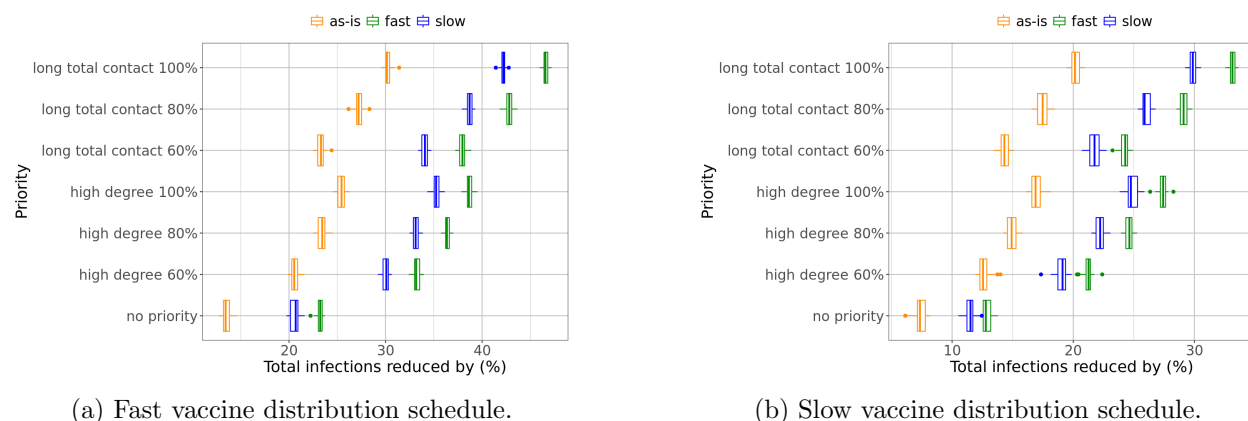 as-is fast slow
long total contact 100%
long total contact 80%
long total contact 60%
high degree 100%
high degree 80%
high degree 60%
no priority
Priority
20 30 40
Total infections reduced by (%)
(a) Fast vaccine distribution schedule.
as-is fast slow
long total contact 100%
long total contact 80%
long total contact 60%
high degree 100%
high degree 80%
high degree 60%
no priority
Priority
10 20 30
Total infections reduced by (%)
(b) Slow vaccine distribution schedule.